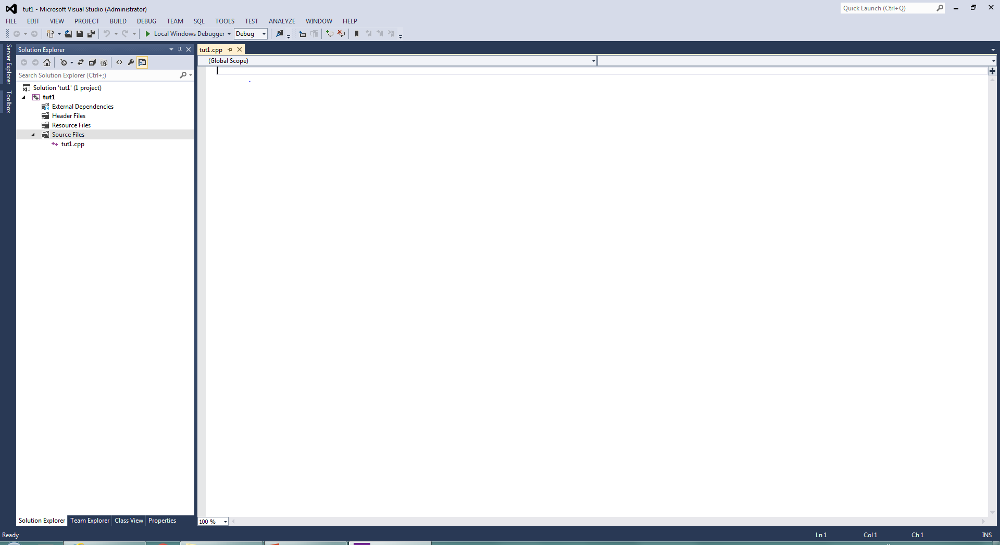 tut1 - Microsoft Visual Studio (Administrator)
Quick Launch (Ctrl+Q)
FILE EDIT VIEW PROJECT BUILD DEBUG TEAM SQL TOOLS TEST ANALYZE WINDOW HELP
Local Windows Debugger Debug
Server Explorer
Toolbox
Solution Explorer
Search Solution Explorer (Ctrl+;)
Solution 'tut1' (1 project)
tut1
External Dependencies
Header Files
Resource Files
Source Files
tut1.cpp
Solution Explorer Team Explorer Class View Properties
tut1.cpp
(Global Scope)
100 %
Ready Ln 1 Col 1 Ch 1 INS